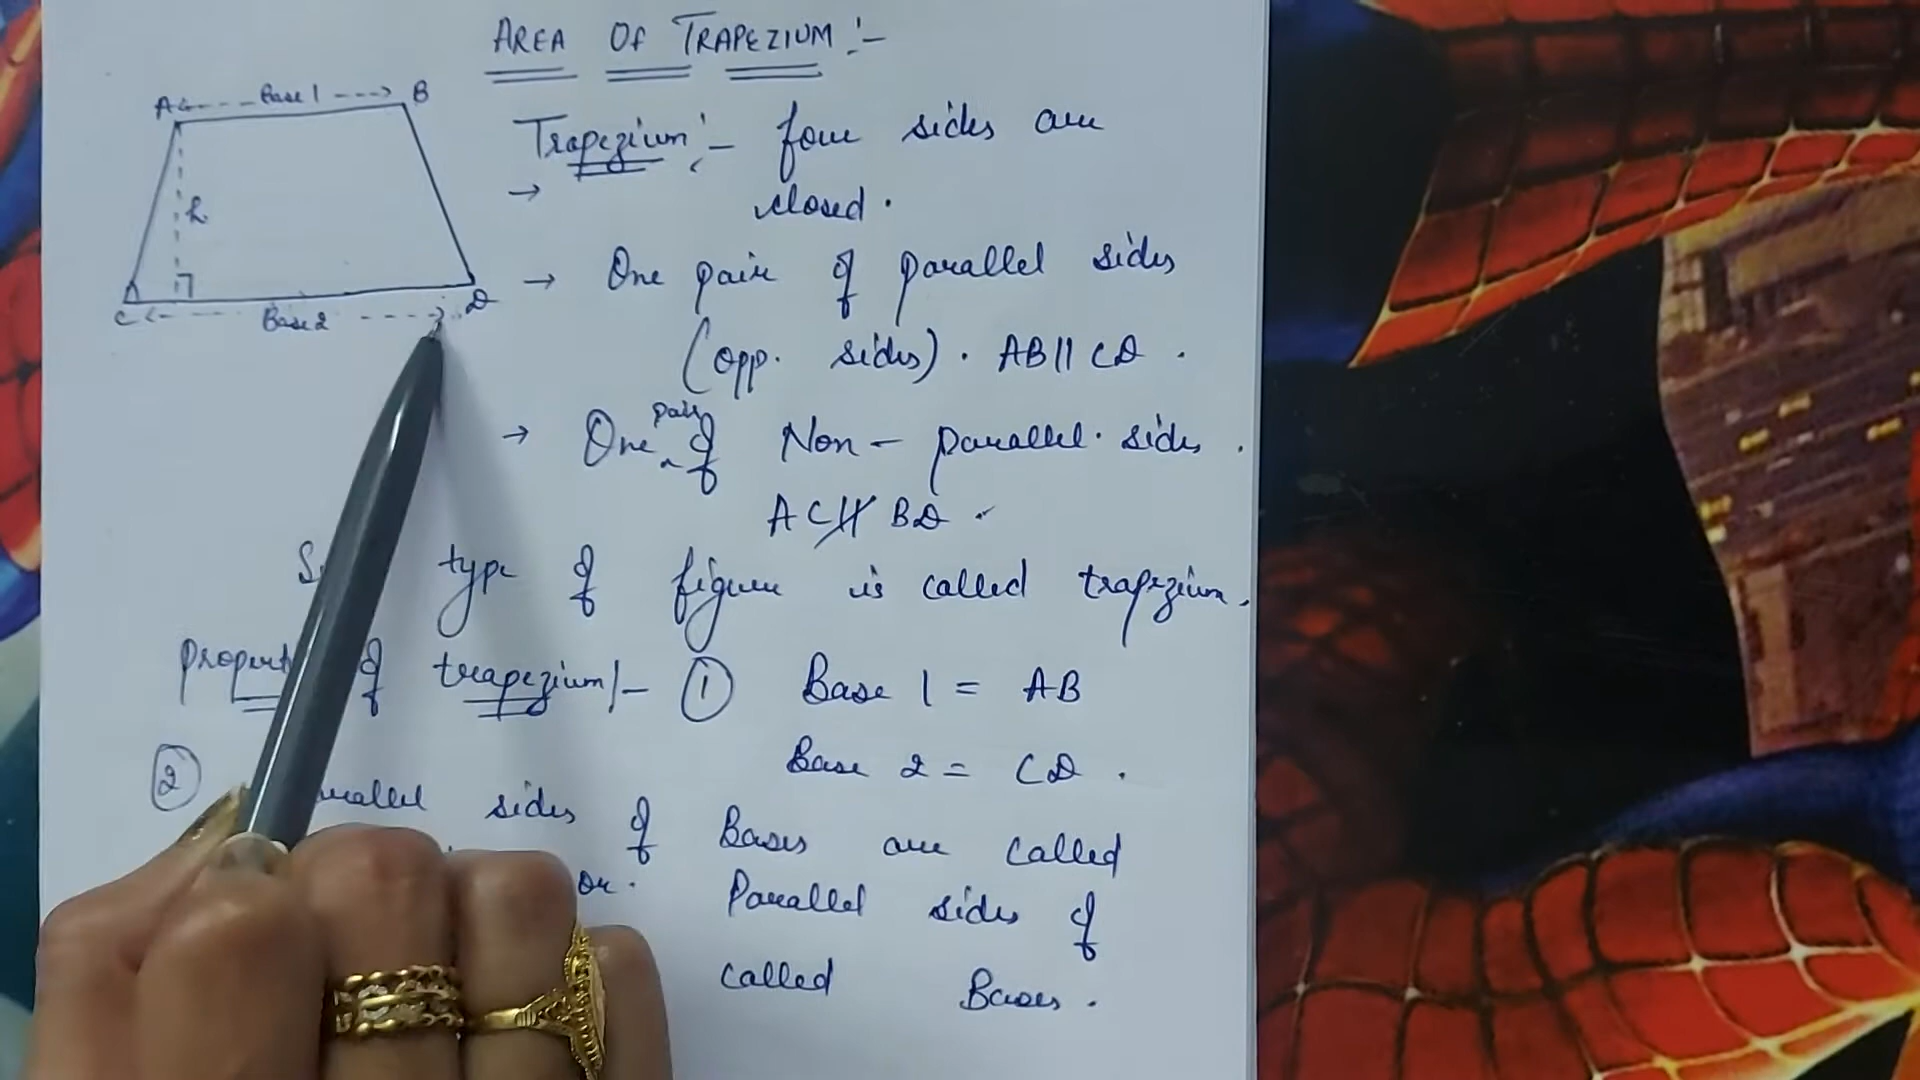 AREA OF TRAPEZIUM :-
A <--- Base 1 ---> B
Trapezium :- four sides are
→ closed .
h
→ One pair of parallel sides
C <--- Base 2 ---> D
(opp. sides) . AB || CD .
→ One pair of Non - parallel sides .
AC ∦ BD .
type of figure is called trapezium .
of trapezium :- ① Base 1 = AB
Base 2 = CD .
② sides of Bases are called
or . Parallel sides of
called Bases .